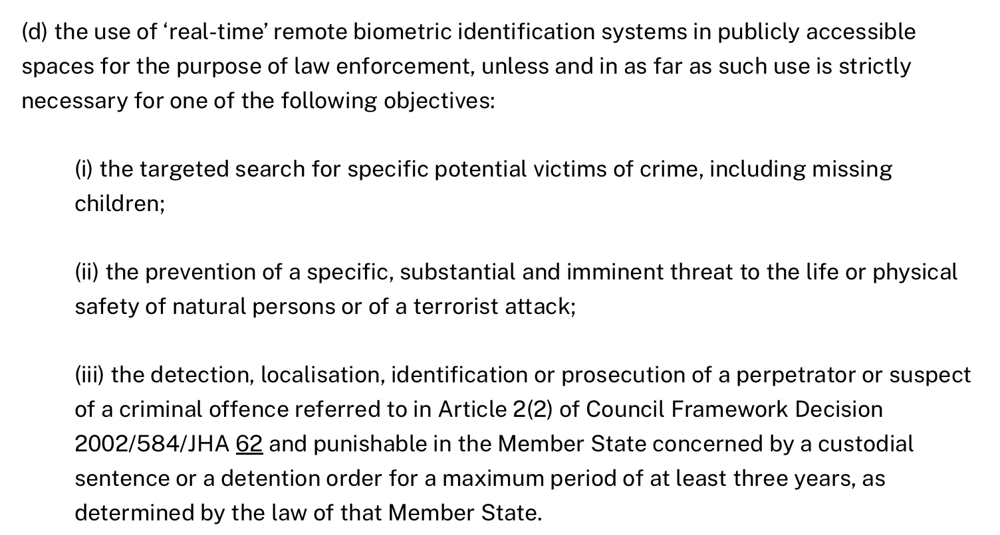 (d) the use of ‘real-time’ remote biometric identification systems in publicly accessible
spaces for the purpose of law enforcement, unless and in as far as such use is strictly
necessary for one of the following objectives:
(i) the targeted search for specific potential victims of crime, including missing
children;
(ii) the prevention of a specific, substantial and imminent threat to the life or physical
safety of natural persons or of a terrorist attack;
(iii) the detection, localisation, identification or prosecution of a perpetrator or suspect
of a criminal offence referred to in Article 2(2) of Council Framework Decision
2002/584/JHA 62 and punishable in the Member State concerned by a custodial
sentence or a detention order for a maximum period of at least three years, as
determined by the law of that Member State.